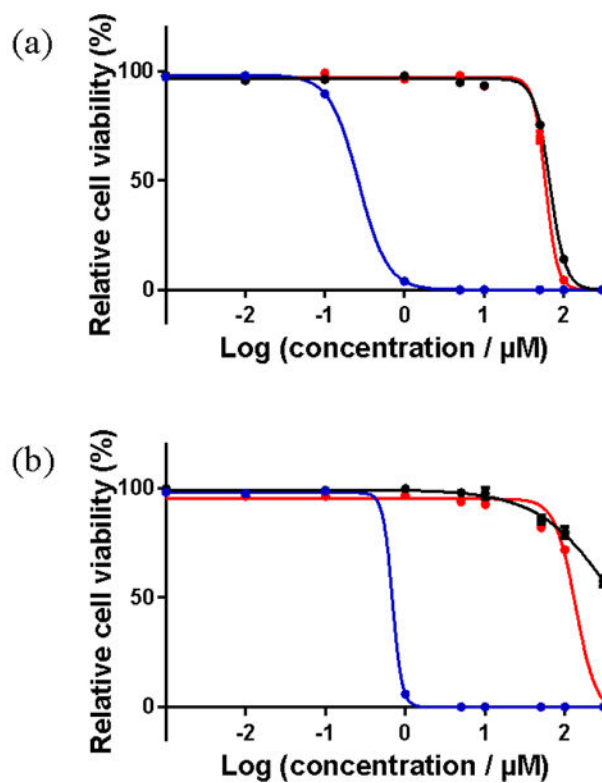 (a)
Relative cell viability (%)
100
50
0
-2 -1 0 1 2
Log (concentration / µM)
(b)
Relative cell viability (%)
100
50
0
-2 -1 0 1 2
Log (concentration / µM)